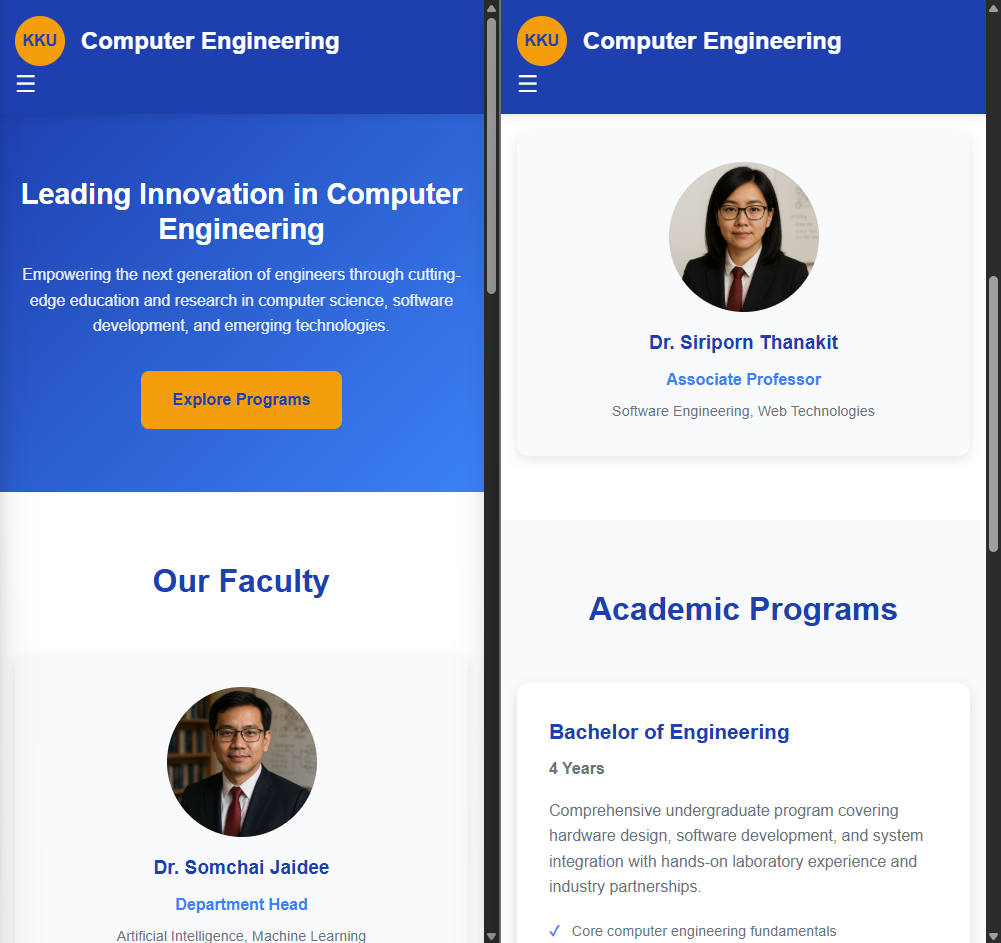 KKU Computer Engineering
☰
Leading Innovation in Computer
Engineering
Empowering the next generation of engineers through cutting-
edge education and research in computer science, software
development, and emerging technologies.
Explore Programs
Our Faculty
Dr. Somchai Jaidee
Department Head
Artificial Intelligence, Machine Learning
KKU Computer Engineering
☰
Dr. Siriporn Thanakit
Associate Professor
Software Engineering, Web Technologies
Academic Programs
Bachelor of Engineering
4 Years
Comprehensive undergraduate program covering
hardware design, software development, and system
integration with hands-on laboratory experience and
industry partnerships.
✓ Core computer engineering fundamentals